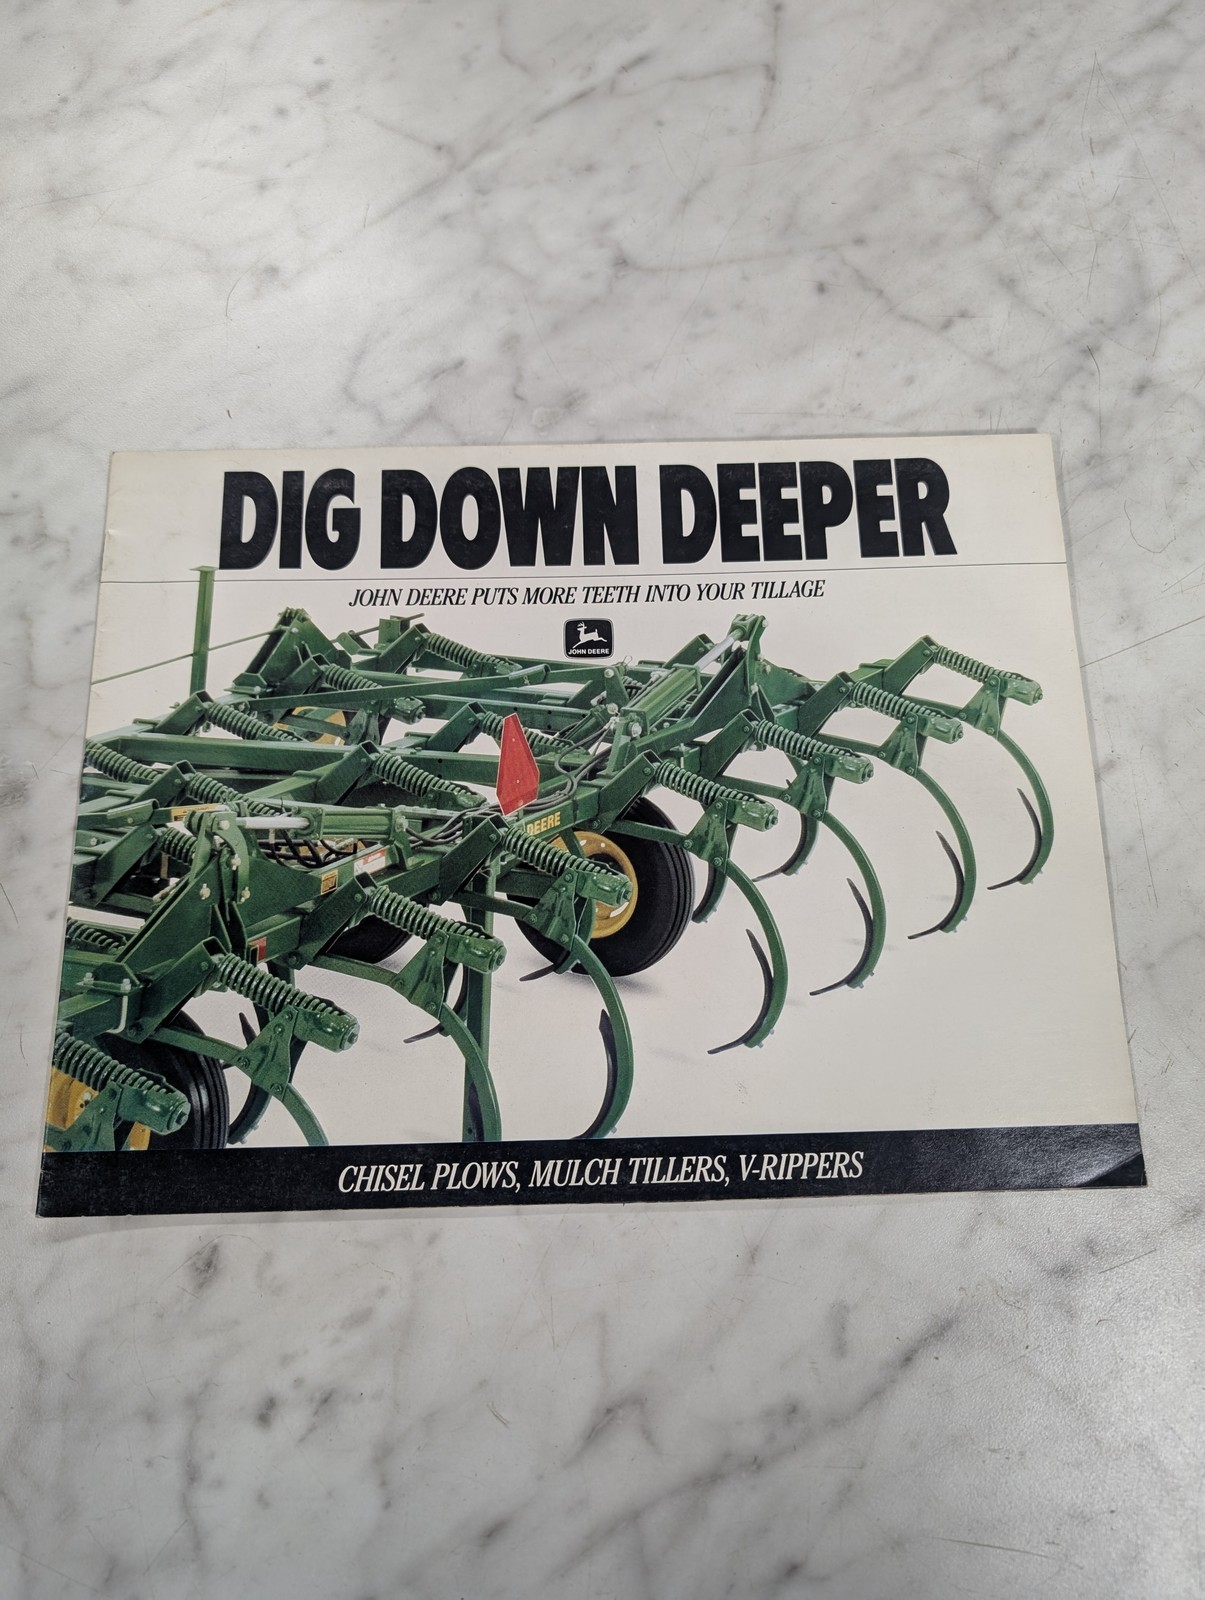 DIG DOWN DEEPER
JOHN DEERE PUTS MORE TEETH INTO YOUR TILLAGE
JOHN DEERE
DEERE
CHISEL PLOWS, MULCH TILLERS, V-RIPPERS